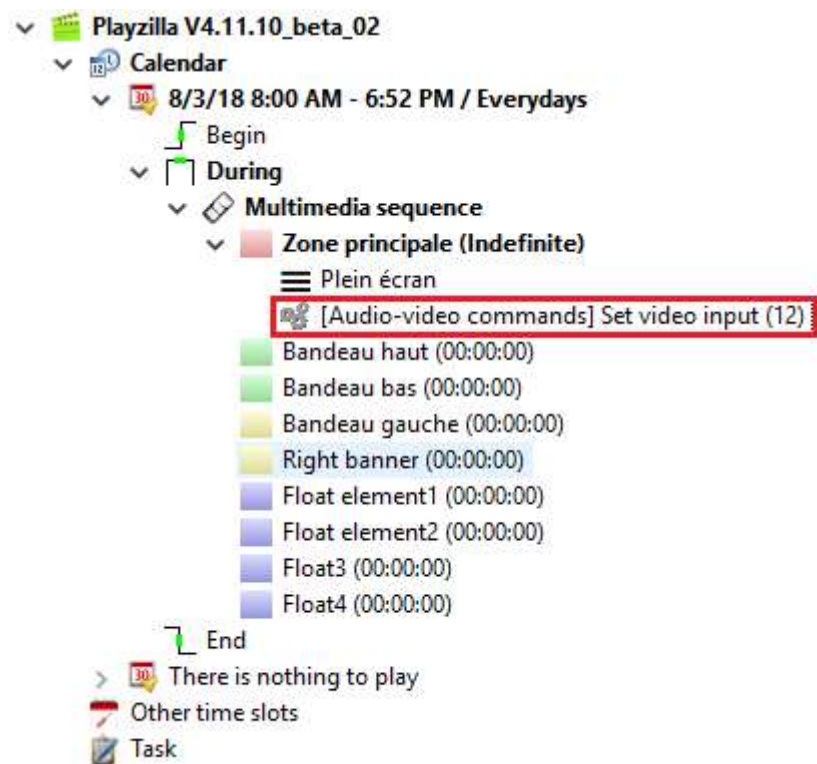 Playzilla V4.11.10_beta_02
Calendar
8/3/18 8:00 AM - 6:52 PM / Everydays
Begin
During
Multimedia sequence
Zone principale (Indefinite)
Plein écran
[Audio-video commands] Set video input (12)
Bandeau haut (00:00:00)
Bandeau bas (00:00:00)
Bandeau gauche (00:00:00)
Right banner (00:00:00)
Float element1 (00:00:00)
Float element2 (00:00:00)
Float3 (00:00:00)
Float4 (00:00:00)
End
There is nothing to play
Other time slots
Task